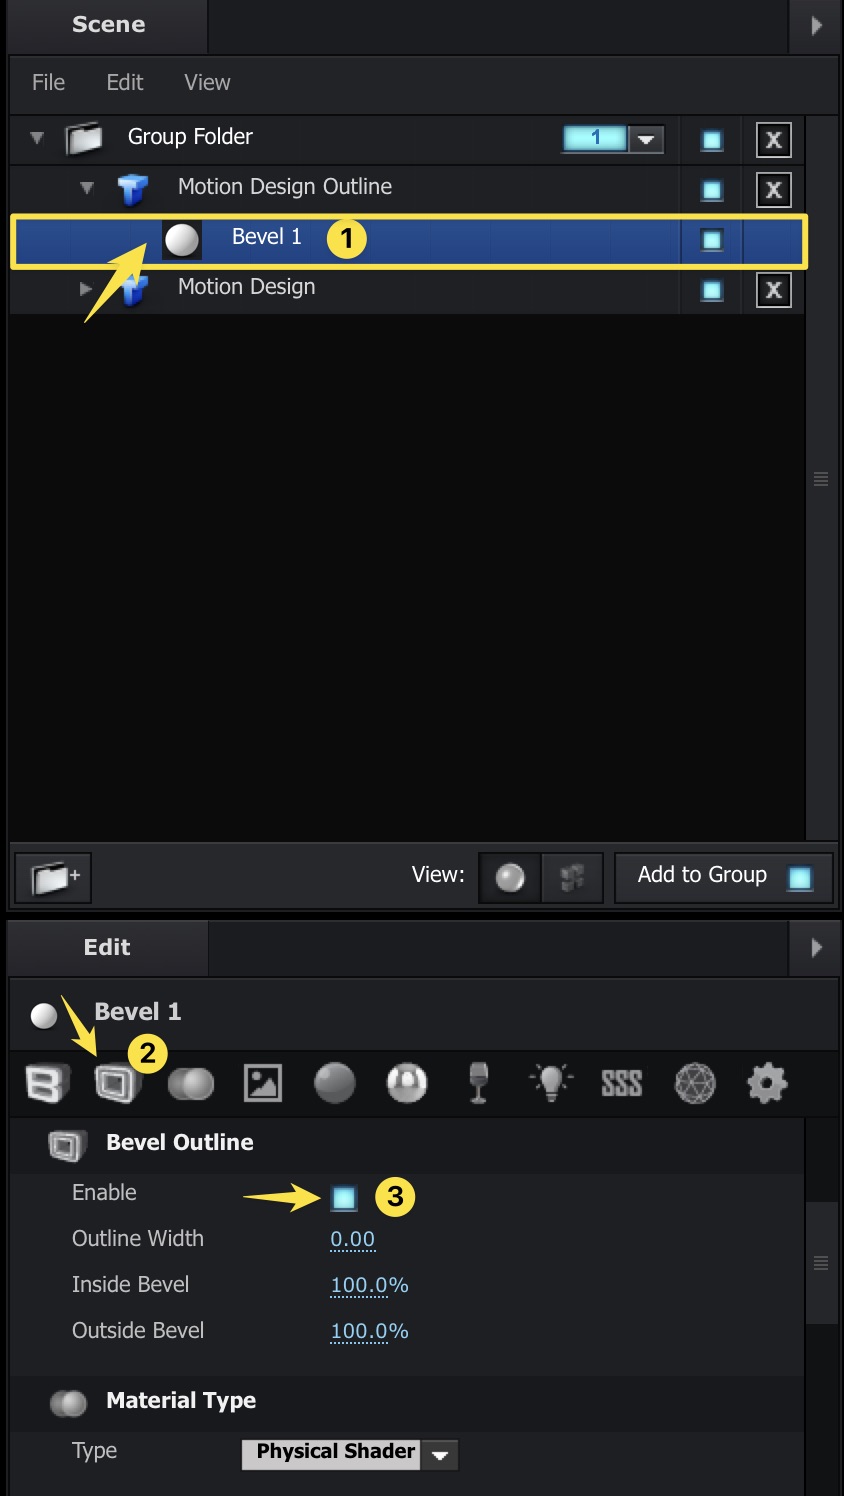 Scene
File Edit View
Group Folder 1 X
Motion Design Outline X
Bevel 1 1
Motion Design X
+ View: Add to Group
Edit
Bevel 1
2
B SSS
Bevel Outline
Enable 3
Outline Width 0.00
Inside Bevel 100.0%
Outside Bevel 100.0%
Material Type
Type Physical Shader